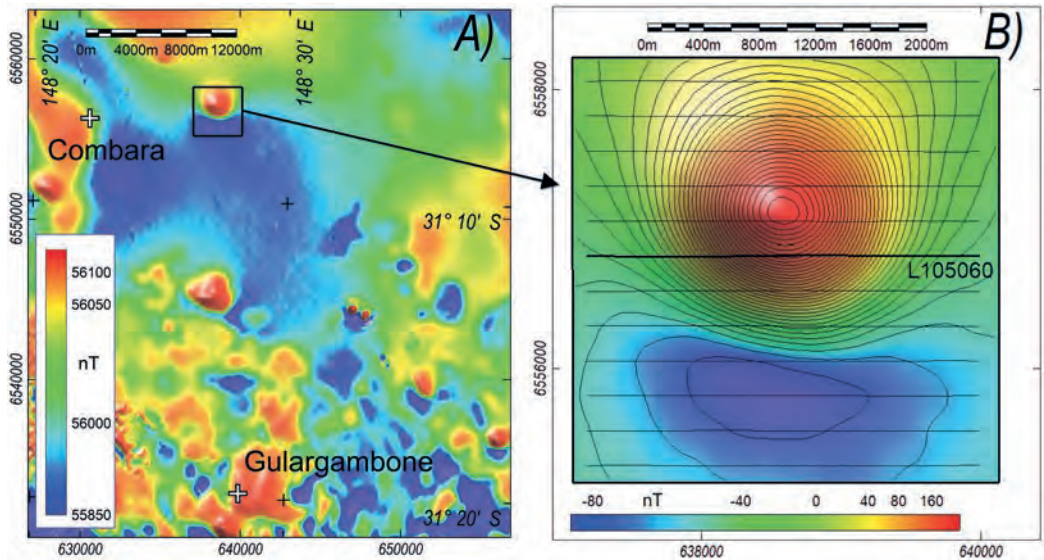 A)
0m 4000m 8000m 12000m
148° 20' E
148° 30' E
6560000
6550000
6540000
Combara
31° 10' S
56100
56050
nT
56000
55850
Gulargambone
31° 20' S
630000 640000 650000
B)
0m 400m 800m 1200m 1600m 2000m
6558000
6556000
L105060
-80 nT -40 0 40 80 160
638000 640000